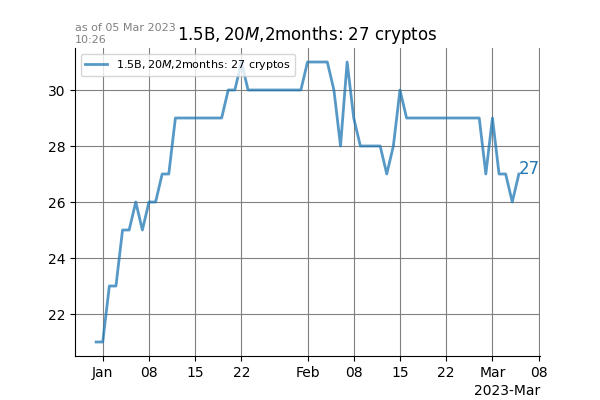 as of 05 Mar 2023
10:26
1.5B, 20M,2months: 27 cryptos
1.5B, 20M,2months: 27 cryptos
30
28
26
24
22
27
Jan 08 15 22 Feb 08 15 22 Mar 08
2023-Mar